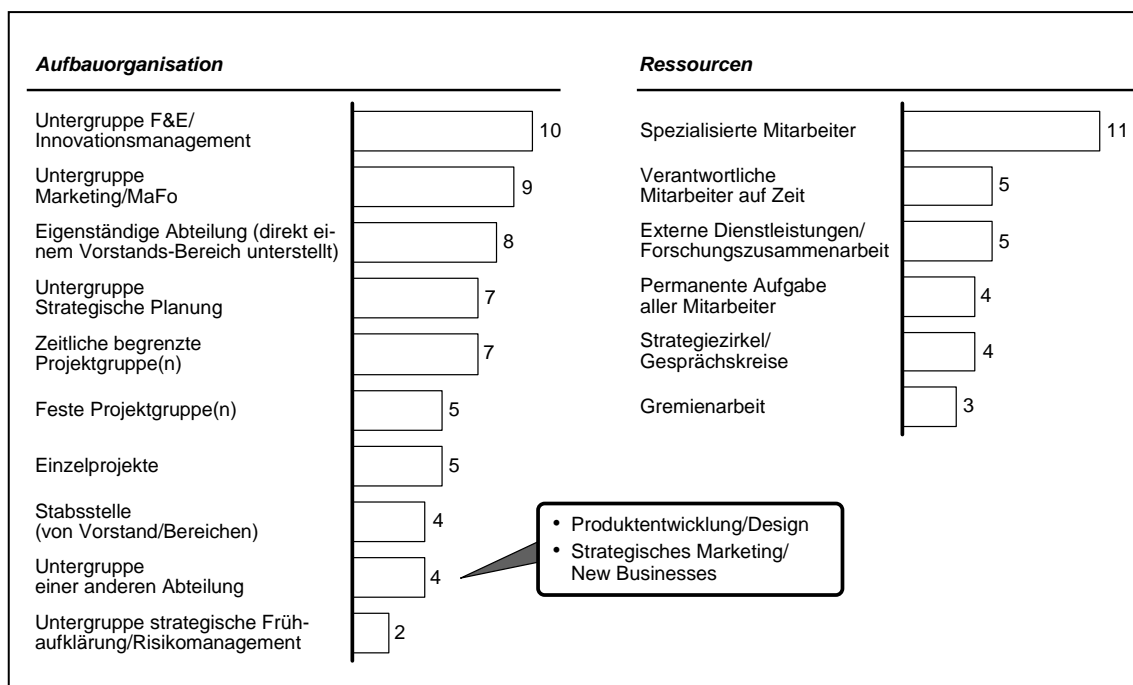 Aufbauorganisation
Untergruppe F&E/
Innovationsmanagement
10
Untergruppe
Marketing/MaFo
9
Eigenständige Abteilung (direkt ei-
nem Vorstands-Bereich unterstellt)
8
Untergruppe
Strategische Planung
7
Zeitliche begrenzte
Projektgruppe(n)
7
Feste Projektgruppe(n)
5
Einzelprojekte
5
Stabsstelle
(von Vorstand/Bereichen)
4
Untergruppe
einer anderen Abteilung
4
• Produktentwicklung/Design
• Strategisches Marketing/
New Businesses
Untergruppe strategische Früh-
aufklärung/Risikomanagement
2
Ressourcen
Spezialisierte Mitarbeiter
11
Verantwortliche
Mitarbeiter auf Zeit
5
Externe Dienstleistungen/
Forschungszusammenarbeit
5
Permanente Aufgabe
aller Mitarbeiter
4
Strategiezirkel/
Gesprächskreise
4
Gremienarbeit
3